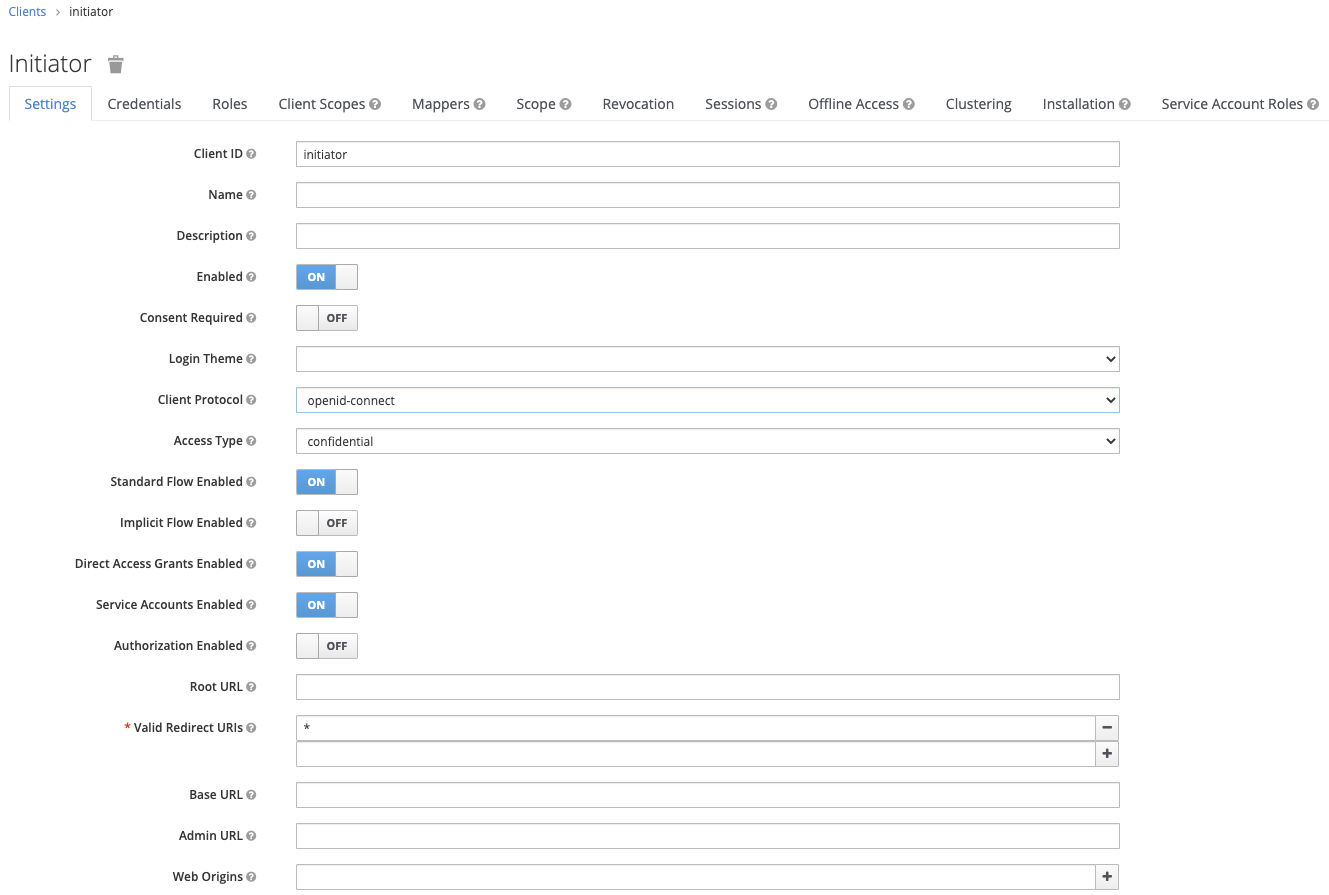 Clients > initiator
Initiator
Settings Credentials Roles Client Scopes Mappers Scope Revocation Sessions Offline Access Clustering Installation Service Account Roles
Client ID initiator
Name
Description
Enabled ON
Consent Required OFF
Login Theme
Client Protocol openid-connect
Access Type confidential
Standard Flow Enabled ON
Implicit Flow Enabled OFF
Direct Access Grants Enabled ON
Service Accounts Enabled ON
Authorization Enabled OFF
Root URL
* Valid Redirect URIs *
Base URL
Admin URL
Web Origins